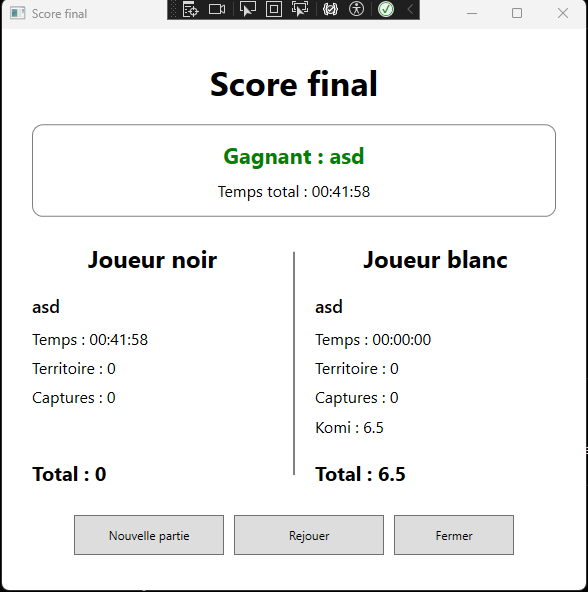 Score final
Score final
Gagnant : asd
Temps total : 00:41:58
Joueur noir
asd
Temps : 00:41:58
Territoire : 0
Captures : 0
Total : 0
Joueur blanc
asd
Temps : 00:00:00
Territoire : 0
Captures : 0
Komi : 6.5
Total : 6.5
Nouvelle partie
Rejouer
Fermer